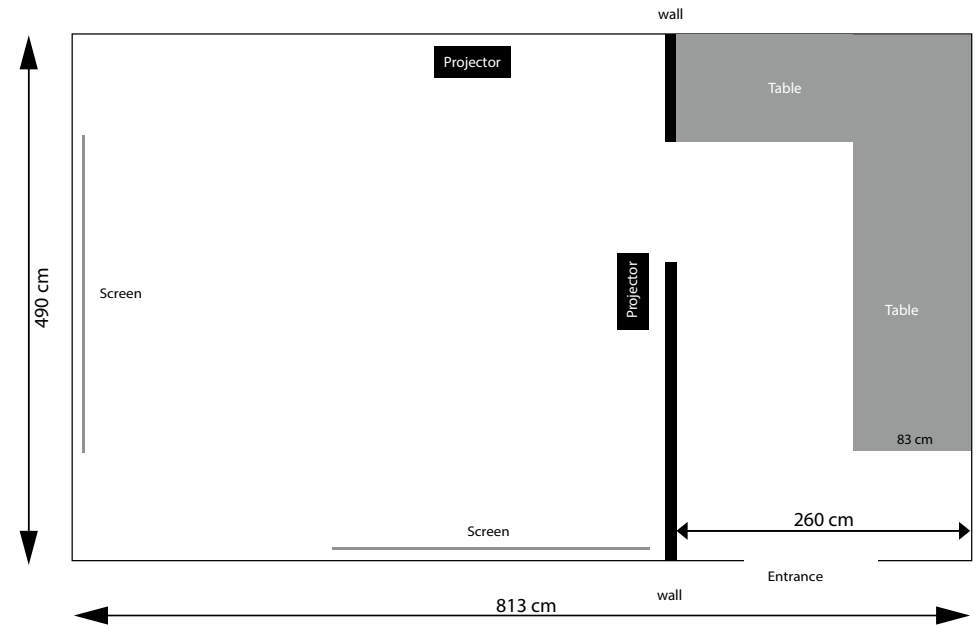 wall
Projector
Table
Projector
490 cm
Screen
Table
83 cm
260 cm
Screen
Entrance
wall
813 cm